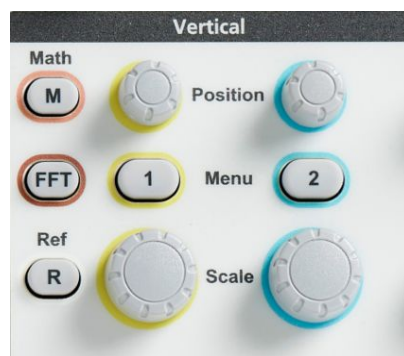 Vertical
Math
M
Position
FFT
1
Menu
2
Ref
R
Scale